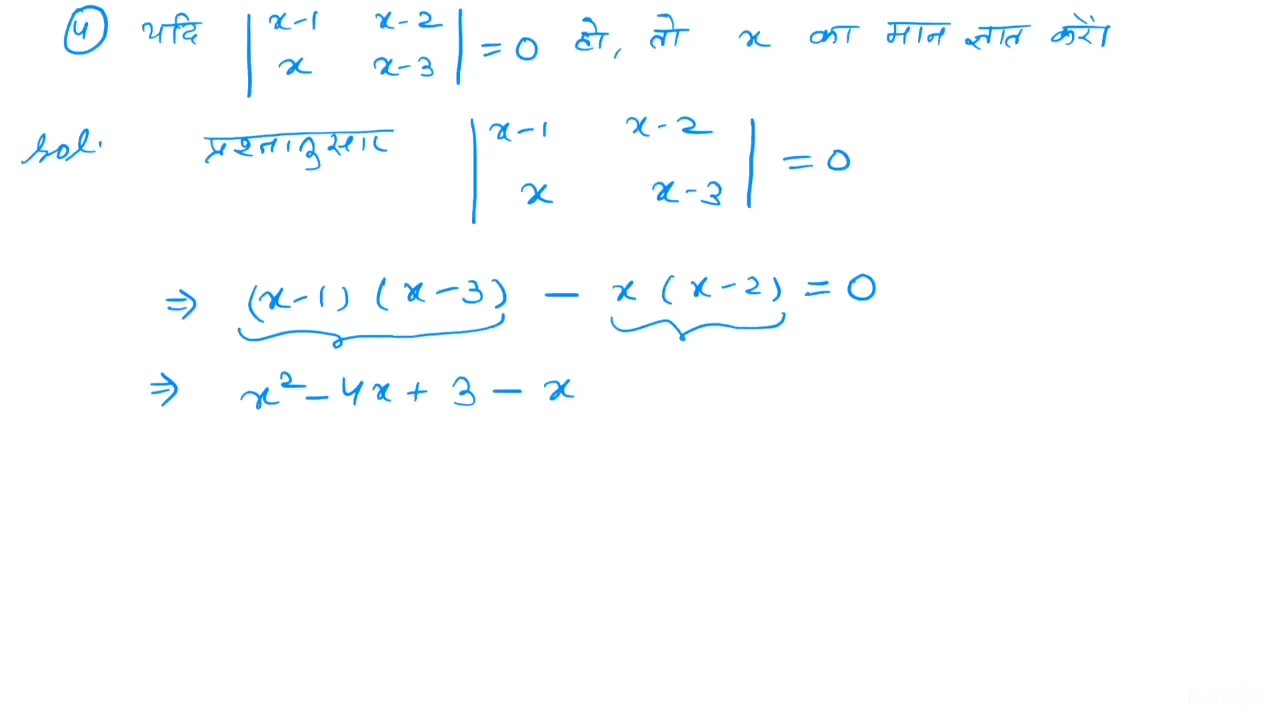 (4) यदि | x-1 x-2 | = 0 हो, तो x का मान ज्ञात करें।
| x x-3 |
Sol. प्रश्नानुसार | x-1 x-2 | = 0
| x x-3 |
⇒ (x-1) (x-3) - x (x-2) = 0
⇒ x² - 4x + 3 - x